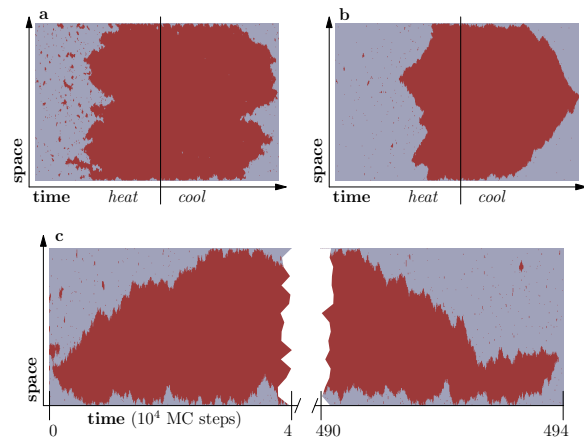 a
space
time heat cool
b
space
time heat cool
c
space
0 time (10⁴ MC steps) 4 490 494